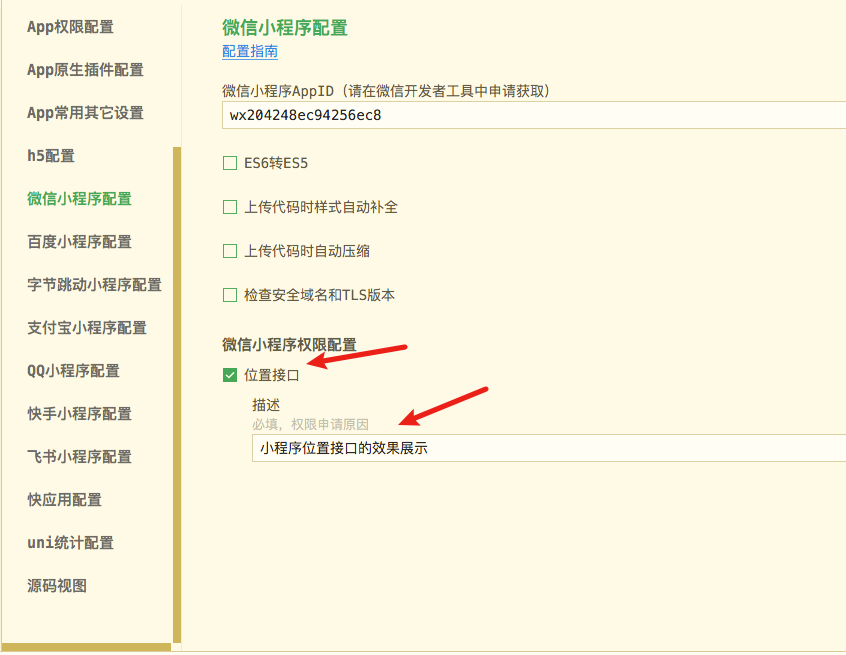 App权限配置
App原生插件配置
App常用其它设置
h5配置
微信小程序配置
百度小程序配置
字节跳动小程序配置
支付宝小程序配置
QQ小程序配置
快手小程序配置
飞书小程序配置
快应用配置
uni统计配置
源码视图
微信小程序配置
配置指南
微信小程序AppID（请在微信开发者工具中申请获取）
wx204248ec94256ec8
ES6转ES5
上传代码时样式自动补全
上传代码时自动压缩
检查安全域名和TLS版本
微信小程序权限配置
位置接口
描述
必填，权限申请原因
小程序位置接口的效果展示